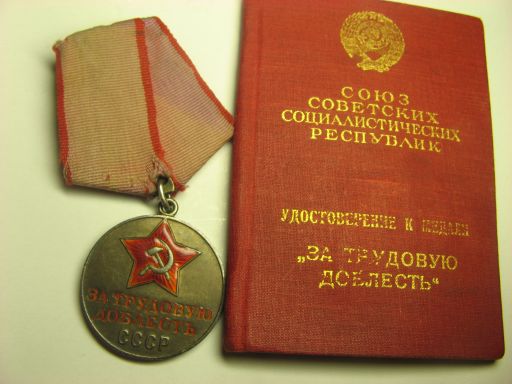 ЗА ТРУДОВУЮ
ДОБЛЕСТЬ
СССР
СОЮЗ
СОВЕТСКИХ
СОЦИАЛИСТИЧЕСКИХ
РЕСПУБЛИК
УДОСТОВЕРЕНИЕ К МЕДАЛИ
„ЗА ТРУДОВУЮ
ДОБЛЕСТЬ“